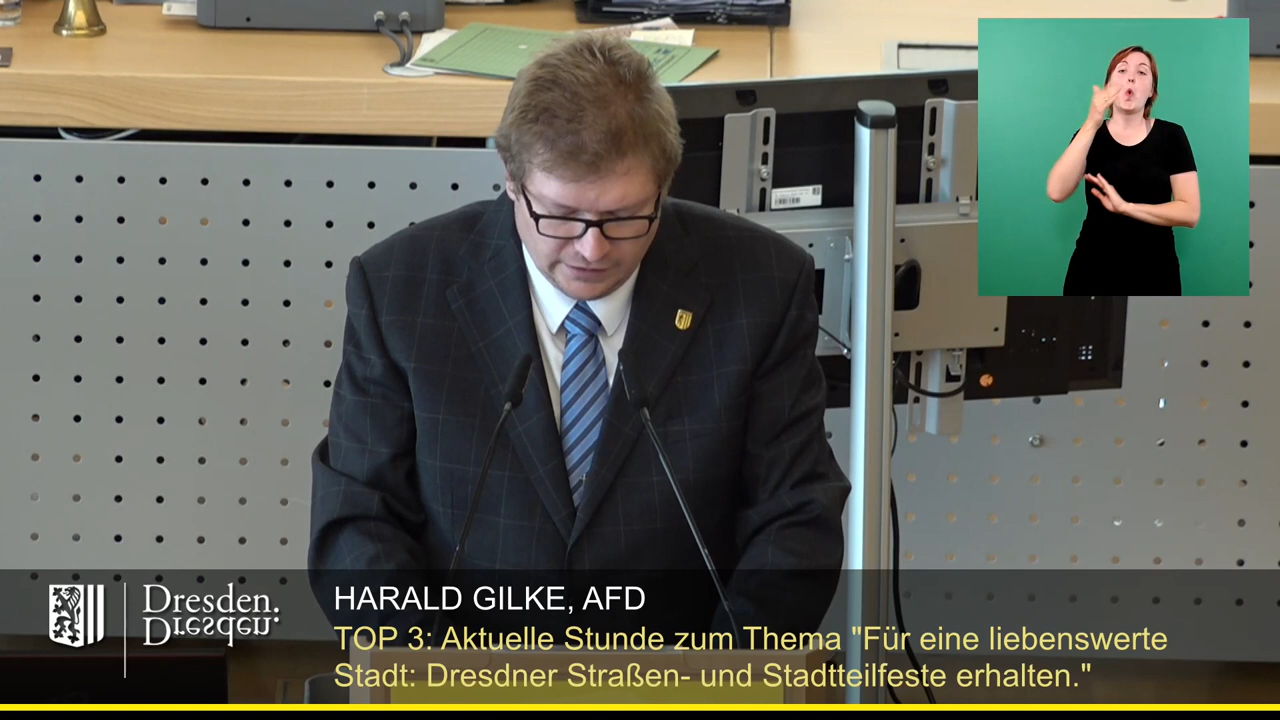 HARALD GILKE, AFD
Dresden.
Dresden.
TOP 3: Aktuelle Stunde zum Thema "Für eine liebenswerte
Stadt: Dresdner Straßen- und Stadtteilfeste erhalten."